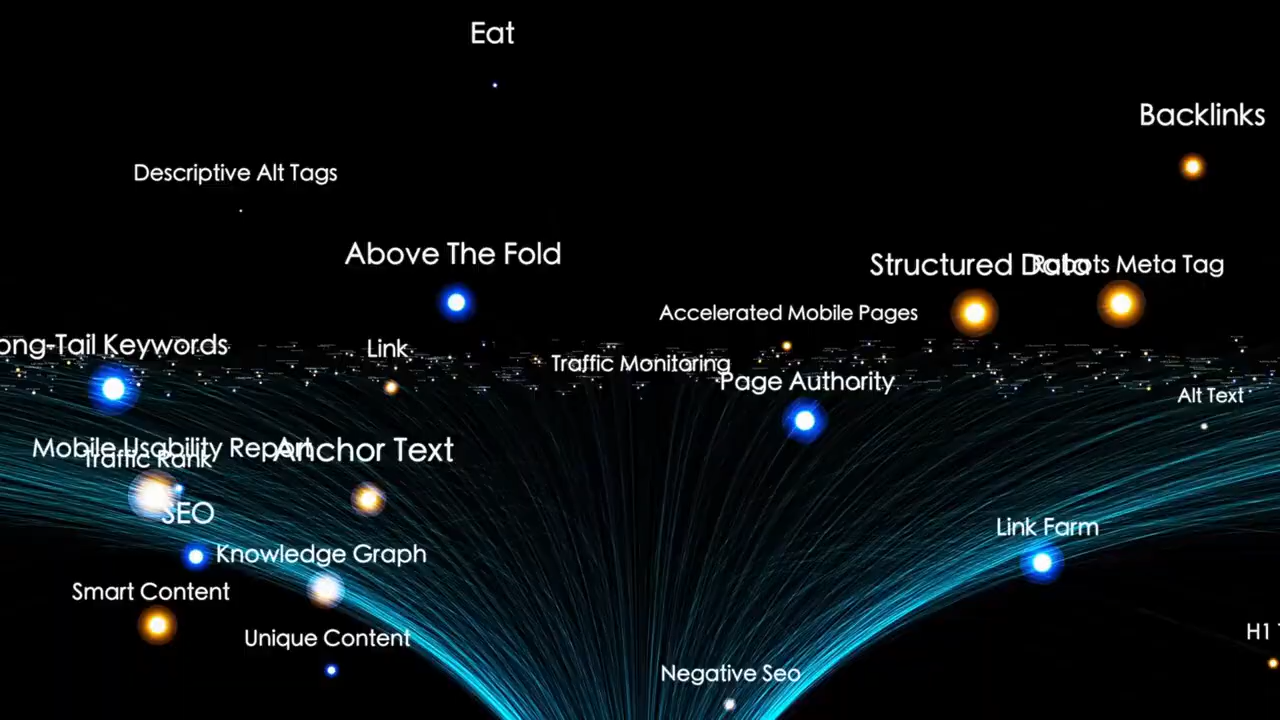 Eat
Backlinks
Descriptive Alt Tags
Above The Fold
Structured Data
Robots Meta Tag
Accelerated Mobile Pages
ong-Tail Keywords
Link
Traffic Monitoring
Page Authority
Alt Text
Mobile Usability Report
Anchor Text
Traffic Rank
SEO
Link Farm
Knowledge Graph
Smart Content
Unique Content
H1
Negative Seo